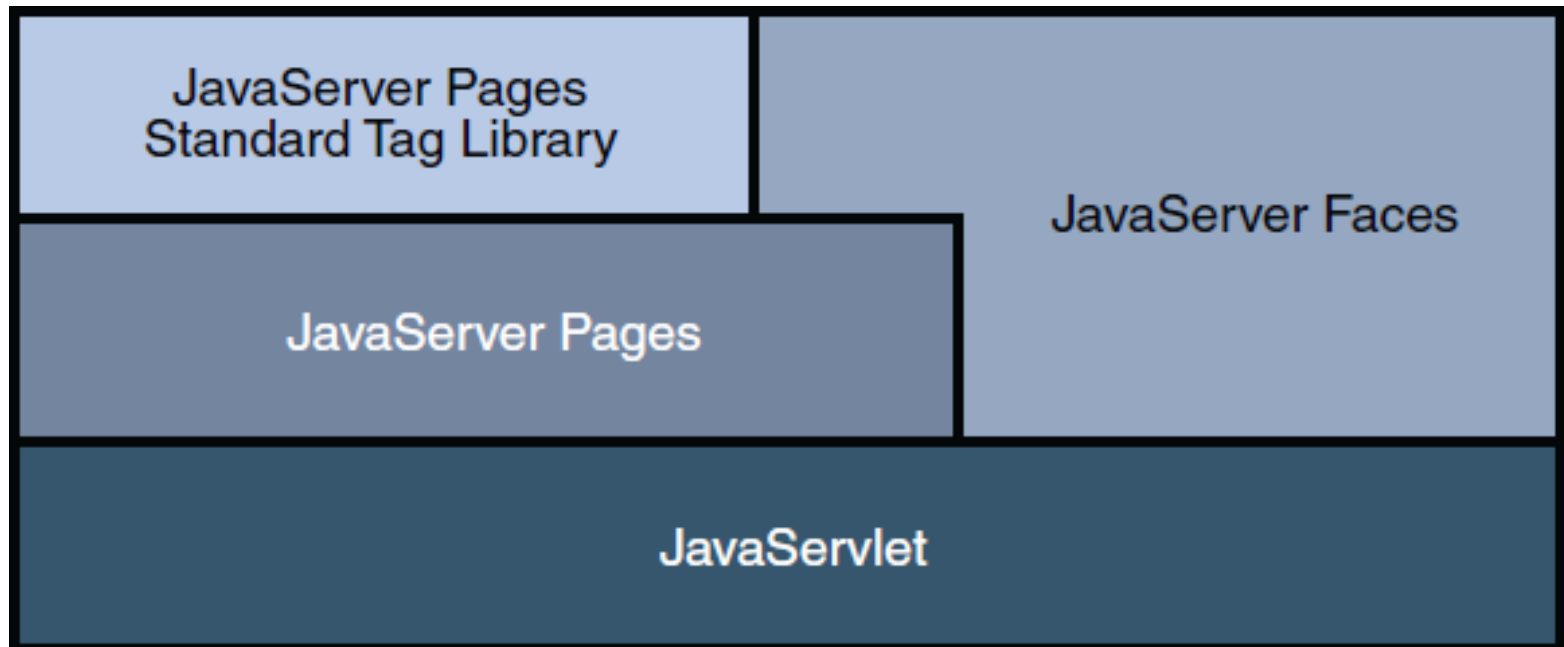 JavaServer Pages
Standard Tag Library
JavaServer Faces
JavaServer Pages
JavaServlet